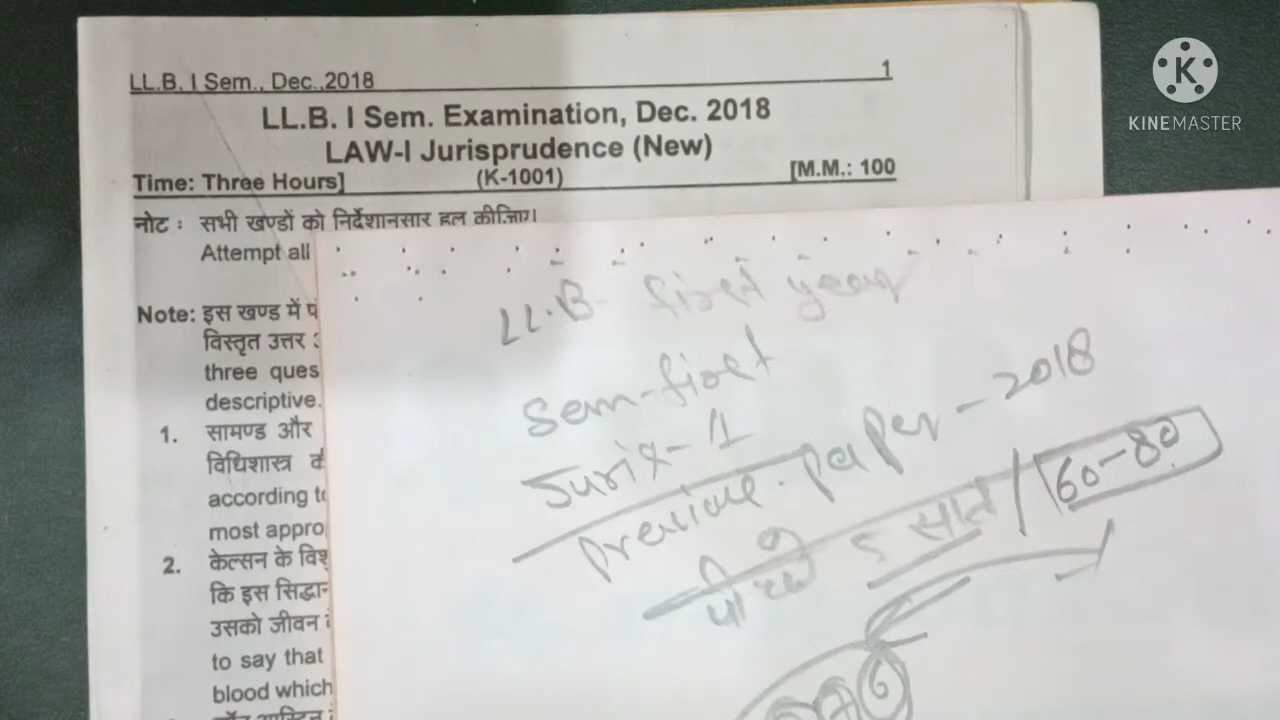 LL.B. I Sem., Dec.,2018 1
LL.B. I Sem. Examination, Dec. 2018
LAW-I Jurisprudence (New)
Time: Three Hours] (K-1001) [M.M.: 100
नोट : सभी खण्डों को निर्देशानसार हल कीजिए।
Attempt all
Note: इस खण्ड में
विस्तृत उत्तर
three ques
descriptive.
1. सामण्ड और
विधिशास्त्र
according to
most appro
2. केल्सन के
कि इस
उसको जीवन
to say that
blood which
LL.B first year
Sem-first
Juris-1
paper-2018
5 साल/60-80
K
KINEMASTER